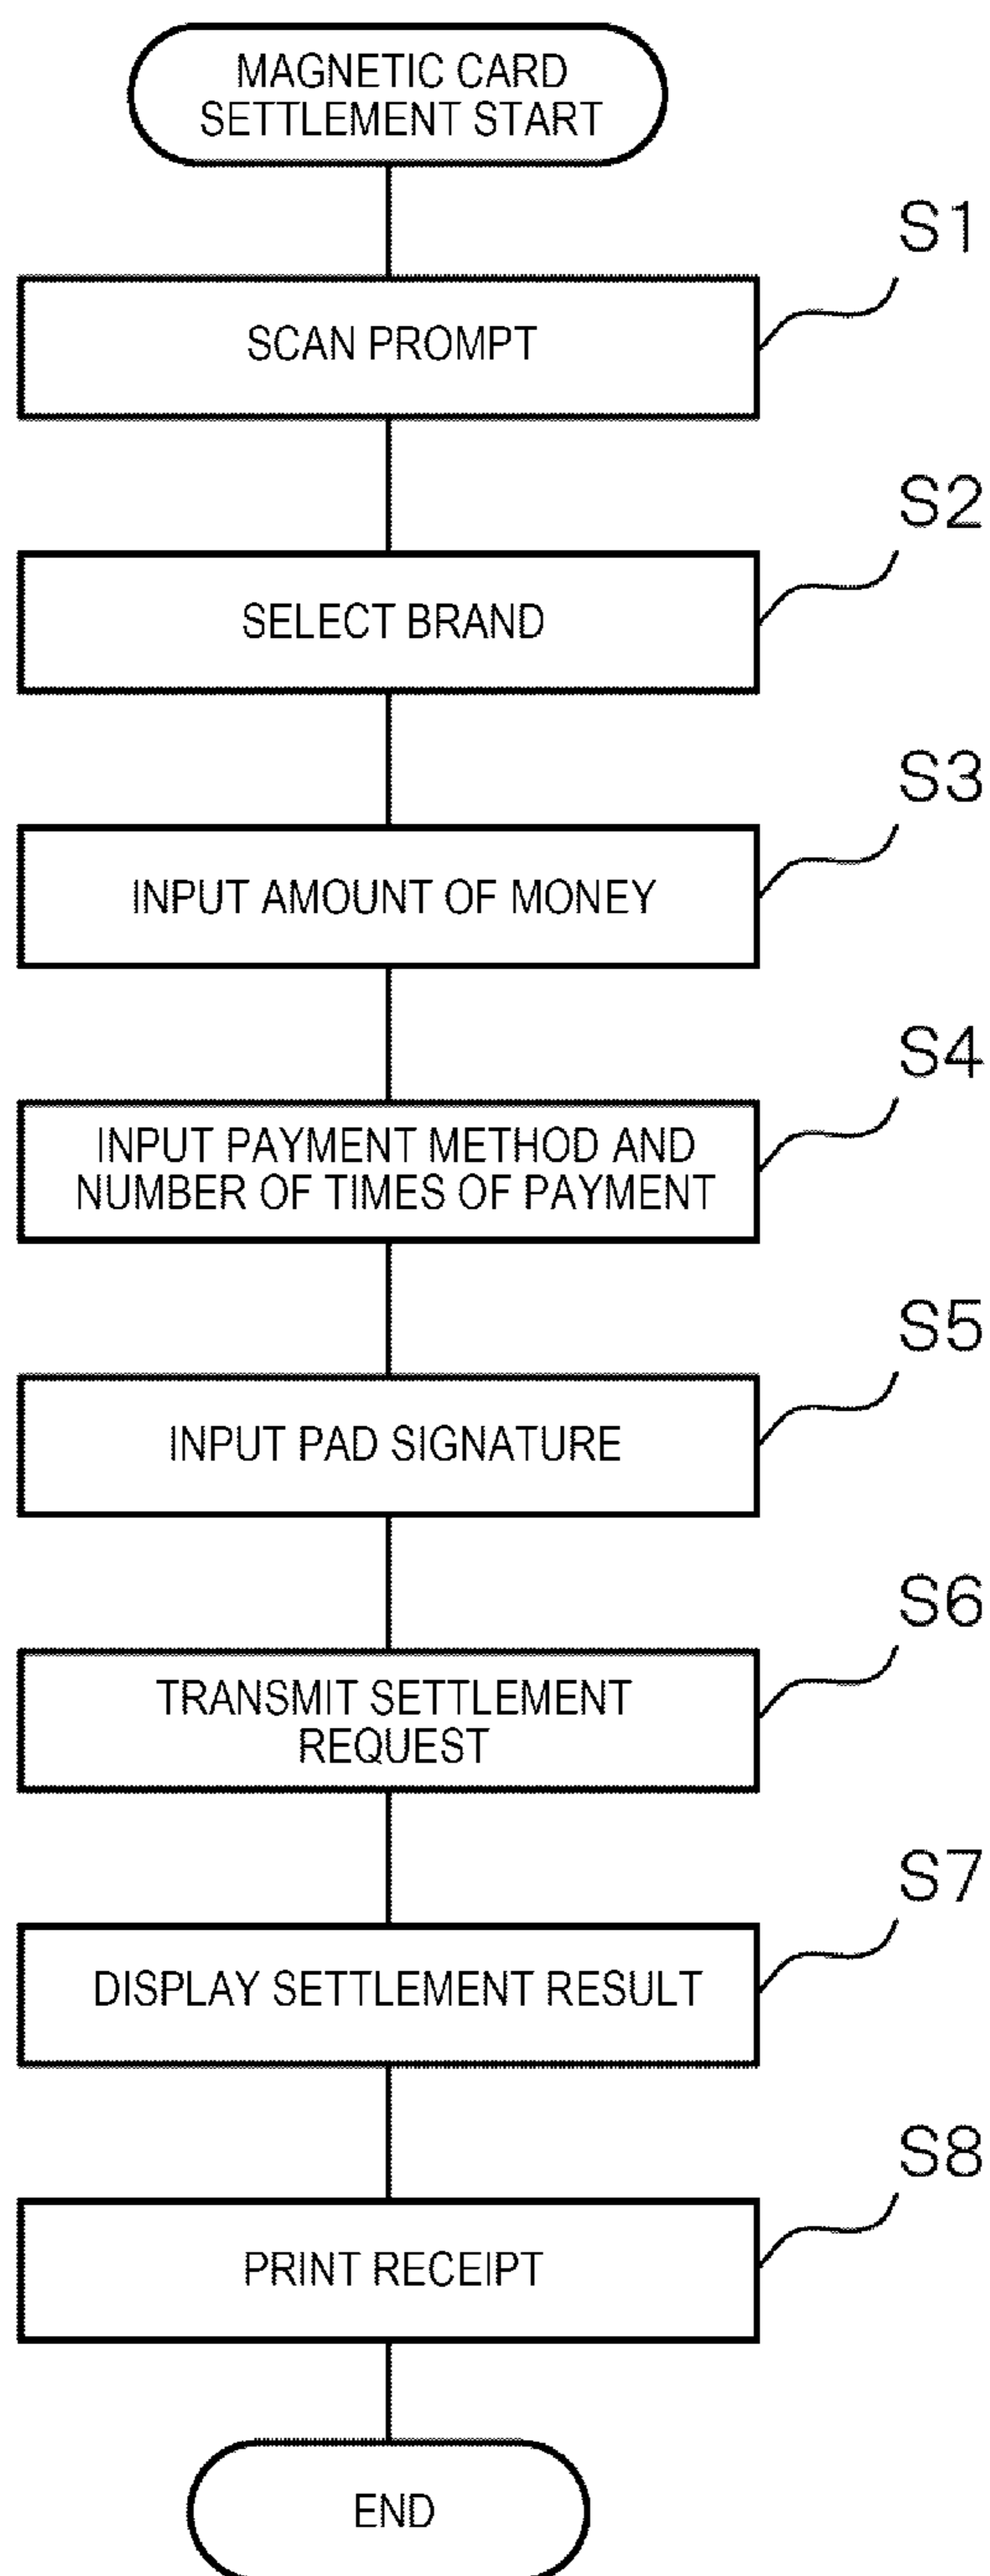 MAGNETIC CARD
SETTLEMENT START
S1
SCAN PROMPT
S2
SELECT BRAND
S3
INPUT AMOUNT OF MONEY
S4
INPUT PAYMENT METHOD AND
NUMBER OF TIMES OF PAYMENT
S5
INPUT PAD SIGNATURE
S6
TRANSMIT SETTLEMENT
REQUEST
S7
DISPLAY SETTLEMENT RESULT
S8
PRINT RECEIPT
END